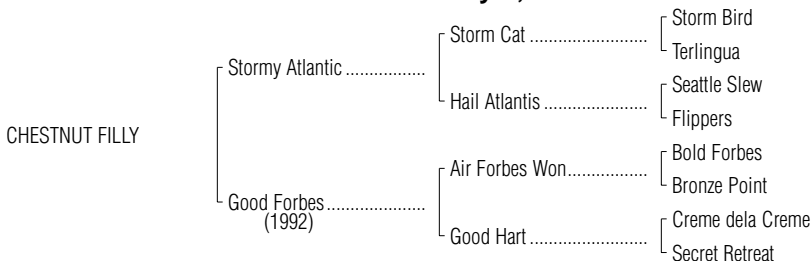 Storm Bird
Storm Cat ........................
Terlingua
Stormy Atlantic .................
Seattle Slew
Hail Atlantis .....................
Flippers
CHESTNUT FILLY
Bold Forbes
Air Forbes Won................
Bronze Point
Good Forbes.....................
(1992)
Creme dela Creme
Good Hart ........................
Secret Retreat